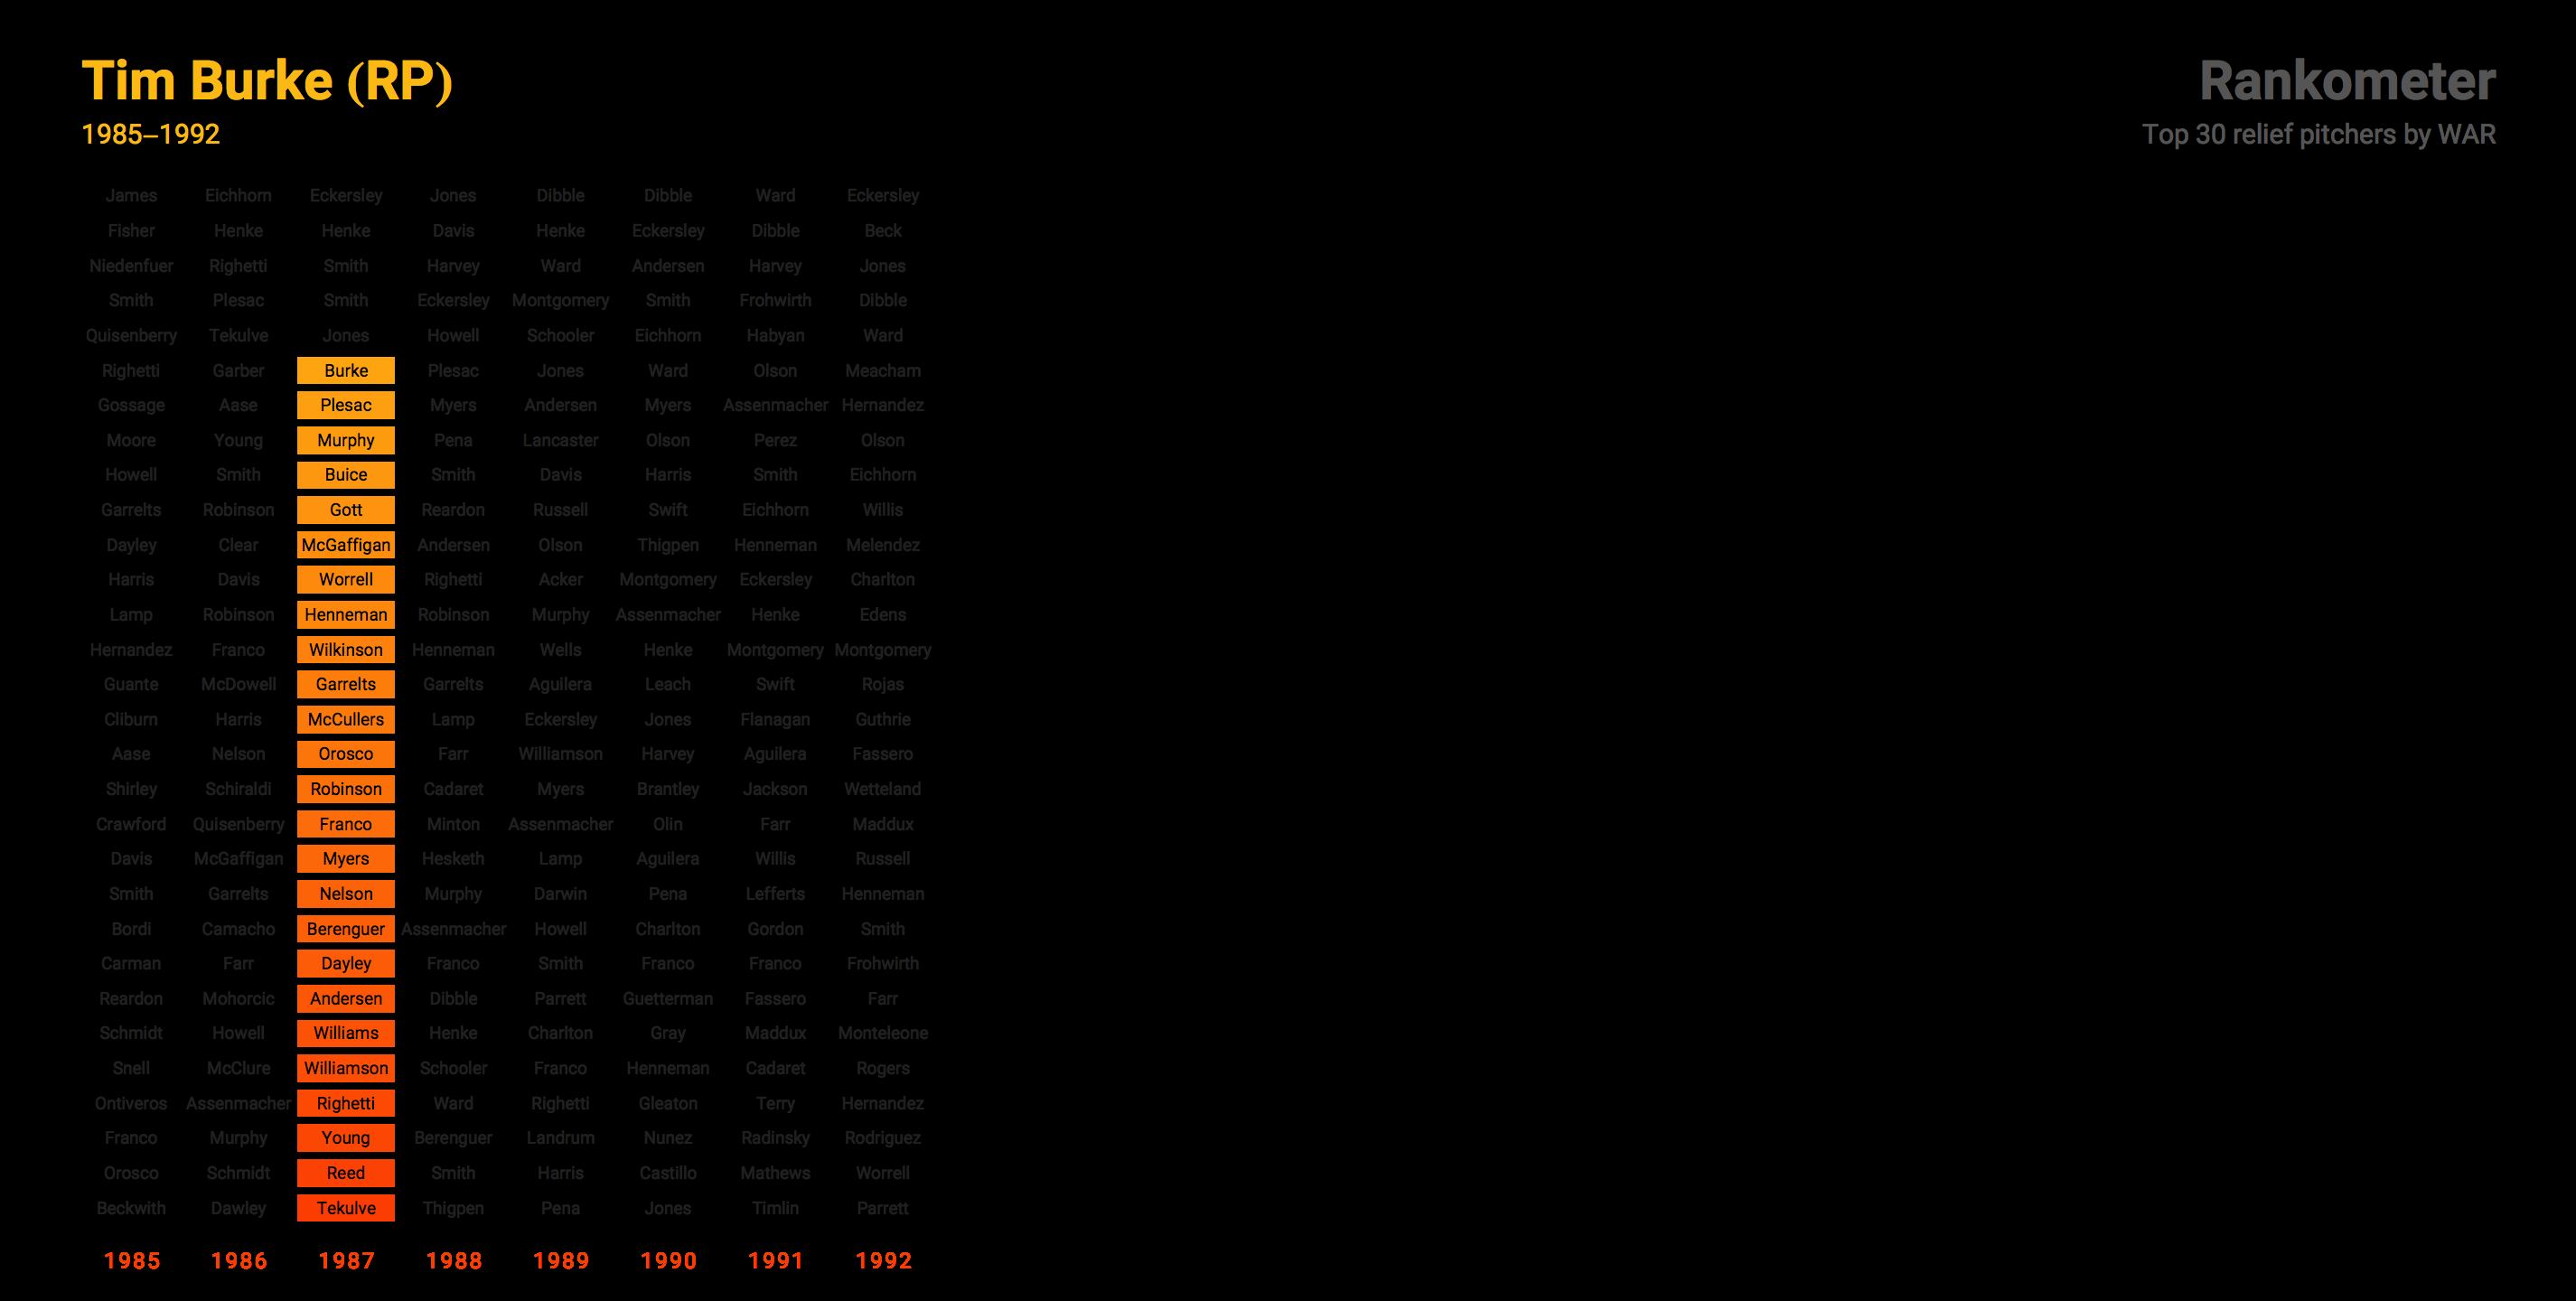 Tim Burke (RP)
1985–1992
Rankometer
Top 30 relief pitchers by WAR
James Eichhorn Eckersley Jones Dibble Dibble Ward Eckersley
Fisher Henke Henke Davis Henke Eckersley Dibble Beck
Niedenfuer Righetti Smith Harvey Ward Andersen Harvey Jones
Smith Plesac Smith Eckersley Montgomery Smith Frohwirth Dibble
Quisenberry Tekulve Jones Howell Schooler Eichhorn Habyan Ward
Righetti Garber Burke Plesac Jones Ward Olson Meacham
Gossage Aase Plesac Myers Andersen Myers Assenmacher Hernandez
Moore Young Murphy Pena Lancaster Olson Perez Olson
Howell Smith Buice Smith Davis Harris Smith Eichhorn
Garrelts Robinson Gott Reardon Russell Swift Eichhorn Willis
Dayley Clear McGaffigan Andersen Olson Thigpen Henneman Melendez
Harris Davis Worrell Righetti Acker Montgomery Eckersley Charlton
Lamp Robinson Henneman Robinson Murphy Assenmacher Henke Edens
Hernandez Franco Wilkinson Henneman Wells Henke Montgomery Montgomery
Guante McDowell Garrelts Garrelts Aguilera Leach Swift Rojas
Cliburn Harris McCullers Lamp Eckersley Jones Flanagan Guthrie
Aase Nelson Orosco Farr Williamson Harvey Aguilera Fassero
Shirley Schiraldi Robinson Cadaret Myers Brantley Jackson Wetteland
Crawford Quisenberry Franco Minton Assenmacher Olin Farr Maddux
Davis McGaffigan Myers Hesketh Lamp Aguilera Willis Russell
Smith Garrelts Nelson Murphy Darwin Pena Lefferts Henneman
Bordi Camacho Berenguer Assenmacher Howell Charlton Gordon Smith
Carman Farr Dayley Franco Smith Franco Franco Frohwirth
Reardon Mohorcic Andersen Dibble Parrett Guetterman Fassero Farr
Schmidt Howell Williams Henke Charlton Gray Maddux Monteleone
Snell McClure Williamson Schooler Franco Henneman Cadaret Rogers
Ontiveros Assenmacher Righetti Ward Righetti Gleaton Terry Hernandez
Franco Murphy Young Berenguer Landrum Nunez Radinsky Rodriguez
Orosco Schmidt Reed Smith Harris Castillo Mathews Worrell
Beckwith Dawley Tekulve Thigpen Pena Jones Timlin Parrett
1985 1986 1987 1988 1989 1990 1991 1992